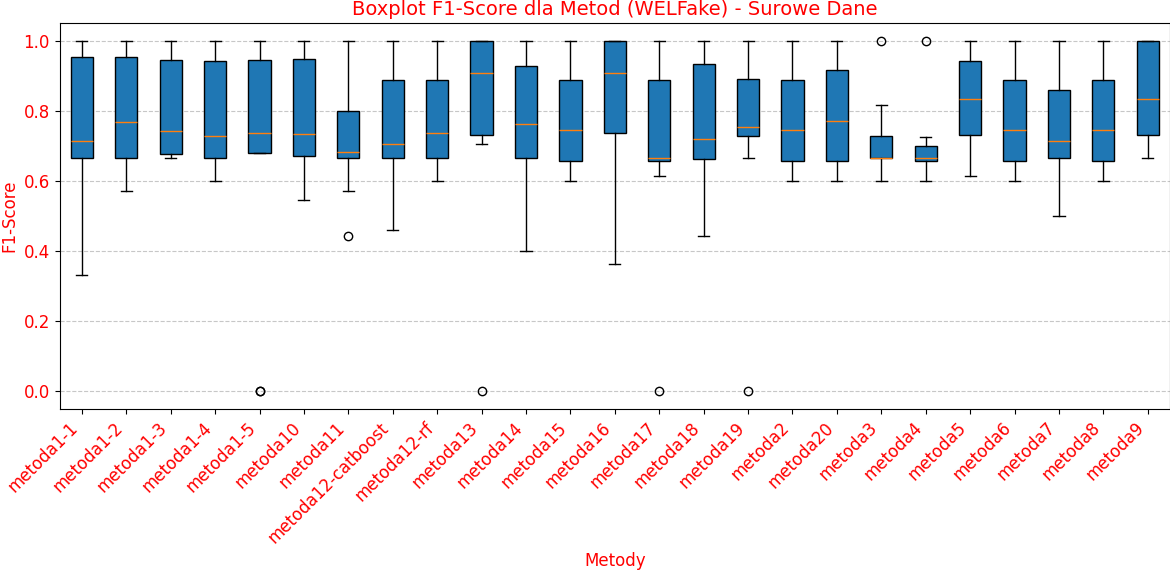 Boxplot F1-Score dla Metod (WELFake) - Surowe Dane
F1-Score
1.0
0.8
0.6
0.4
0.2
0.0
metoda1-1
metoda1-2
metoda1-3
metoda1-4
metoda1-5
metoda10
metoda11
metoda12-catboost
metoda12-rf
metoda13
metoda14
metoda15
metoda16
metoda17
metoda18
metoda19
metoda2
metoda20
metoda3
metoda4
metoda5
metoda6
metoda7
metoda8
metoda9
Metody